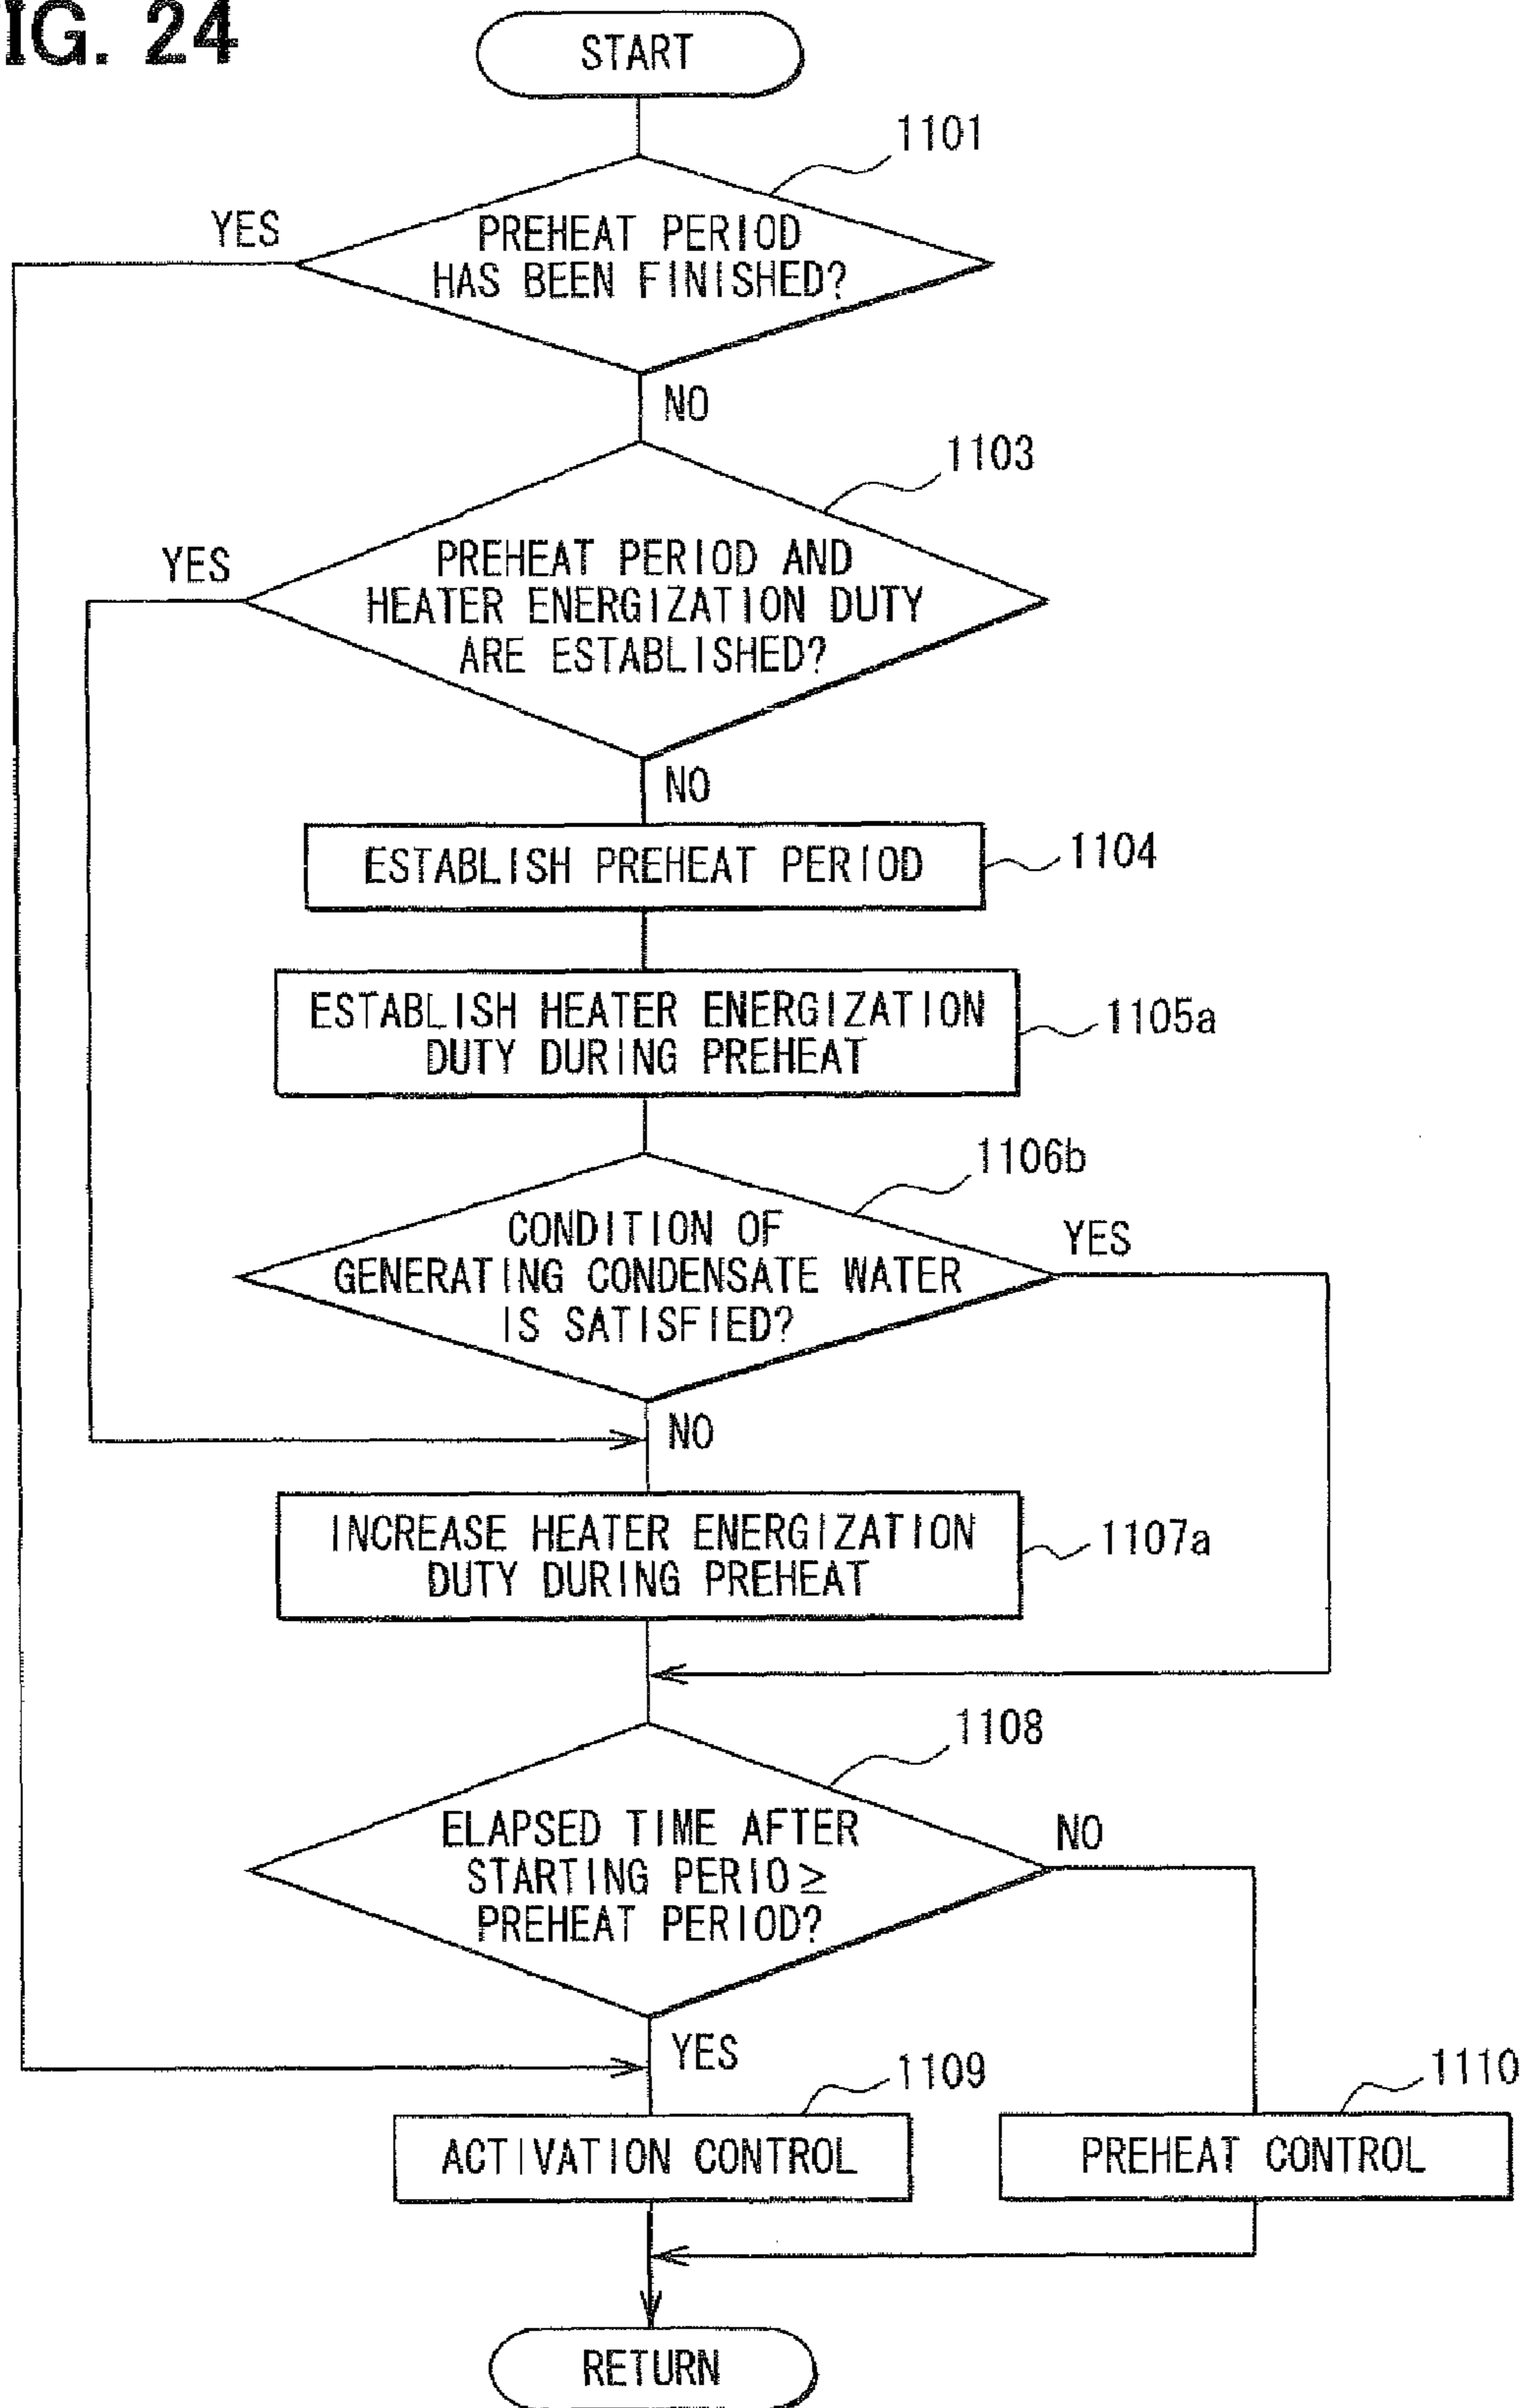 IG. 24
START
1101
YES
PREHEAT PERIOD
HAS BEEN FINISHED?
NO
1103
YES
PREHEAT PERIOD AND
HEATER ENERGIZATION DUTY
ARE ESTABLISHED?
NO
ESTABLISH PREHEAT PERIOD
1104
ESTABLISH HEATER ENERGIZATION
DUTY DURING PREHEAT
1105a
1106b
CONDITION OF
GENERATING CONDENSATE WATER
IS SATISFIED?
YES
NO
INCREASE HEATER ENERGIZATION
DUTY DURING PREHEAT
1107a
1108
ELAPSED TIME AFTER
STARTING PERIO≥
PREHEAT PERIOD?
NO
YES
1109
1110
ACTIVATION CONTROL
PREHEAT CONTROL
RETURN